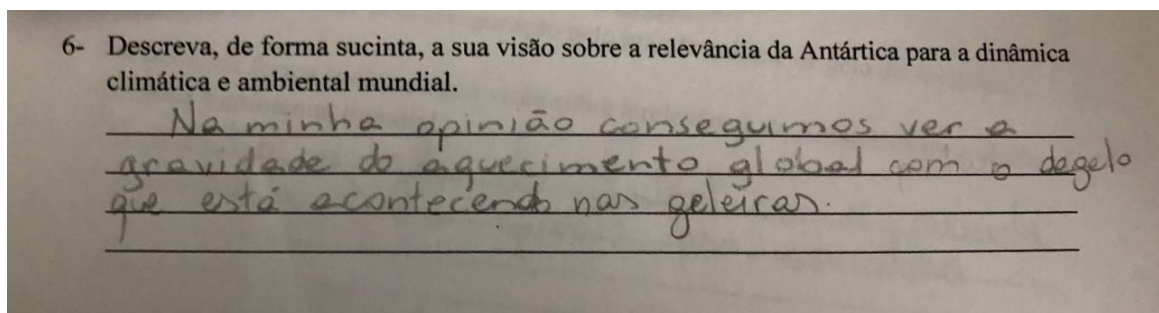 6- Descreva, de forma sucinta, a sua visão sobre a relevância da Antártica para a dinâmica
climática e ambiental mundial.
Na minha opinião conseguimos ver a
gravidade do aquecimento global com o degelo
que está acontecendo nas geleiras.